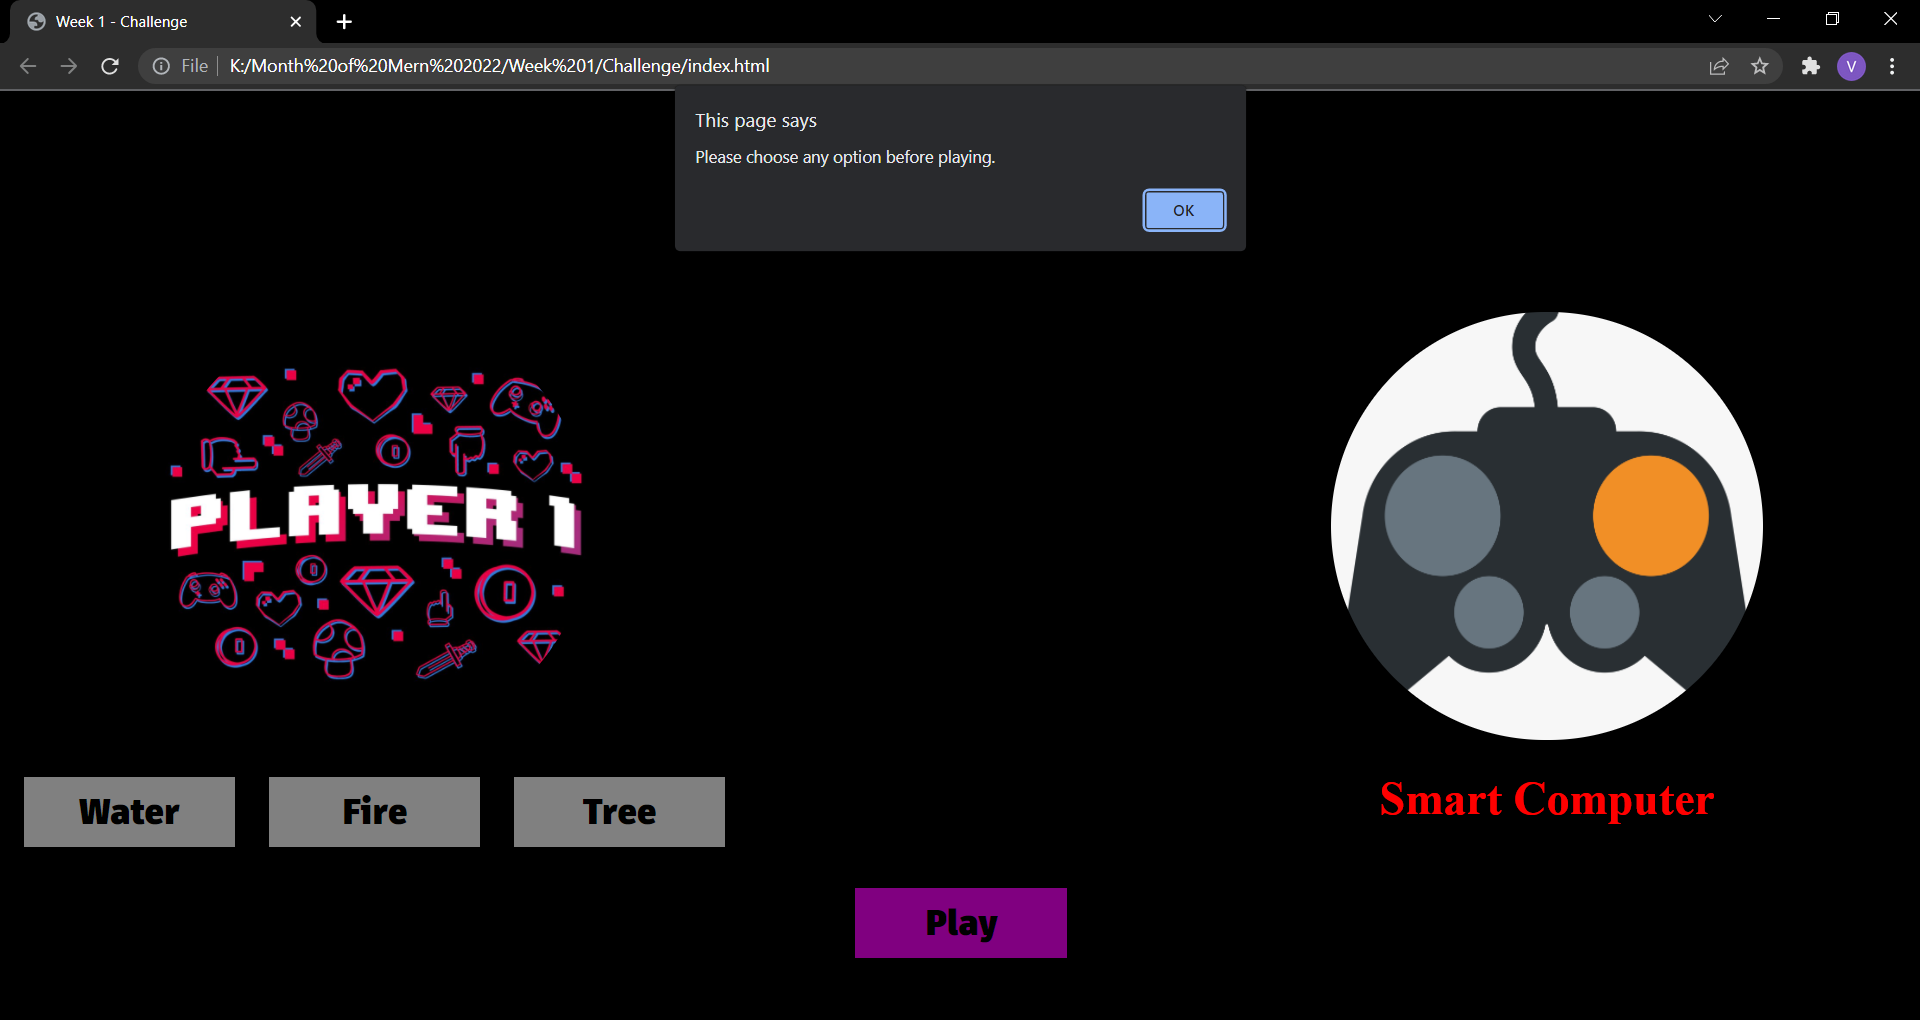 Week 1 - Challenge
File
K:/Month%20of%20Mern%202022/Week%201/Challenge/index.html
V
This page says
Please choose any option before playing.
OK
PLAYER 1
Water
Fire
Tree
Smart Computer
Play